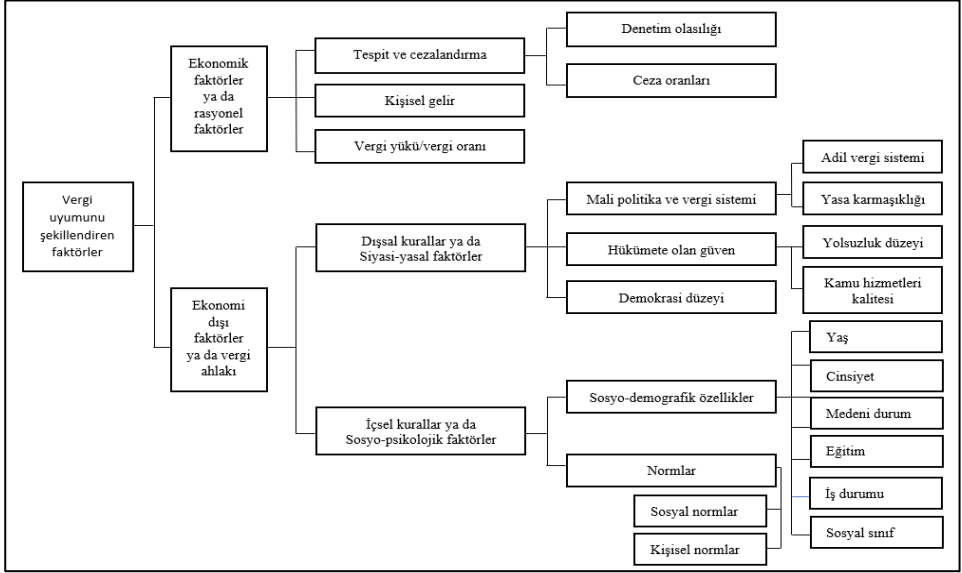 Vergi
uyumunu
şekillendiren
faktörler
Ekonomik
faktörler
ya da
rasyonel
faktörler
Tespit ve cezalandırma
Denetim olasılığı
Ceza oranları
Kişisel gelir
Vergi yükü/vergi oranı
Ekonomi
dışı
faktörler
ya da vergi
ahlakı
Dışsal kurallar ya da
Siyasi-yasal faktörler
Mali politika ve vergi sistemi
Adil vergi sistemi
Yasa karmaşıklığı
Hükümete olan güven
Yolsuzluk düzeyi
Kamu hizmetleri
kalitesi
Demokrasi düzeyi
İçsel kurallar ya da
Sosyo-psikolojik faktörler
Sosyo-demografik özellikler
Yaş
Cinsiyet
Medeni durum
Eğitim
İş durumu
Sosyal sınıf
Normlar
Sosyal normlar
Kişisel normlar